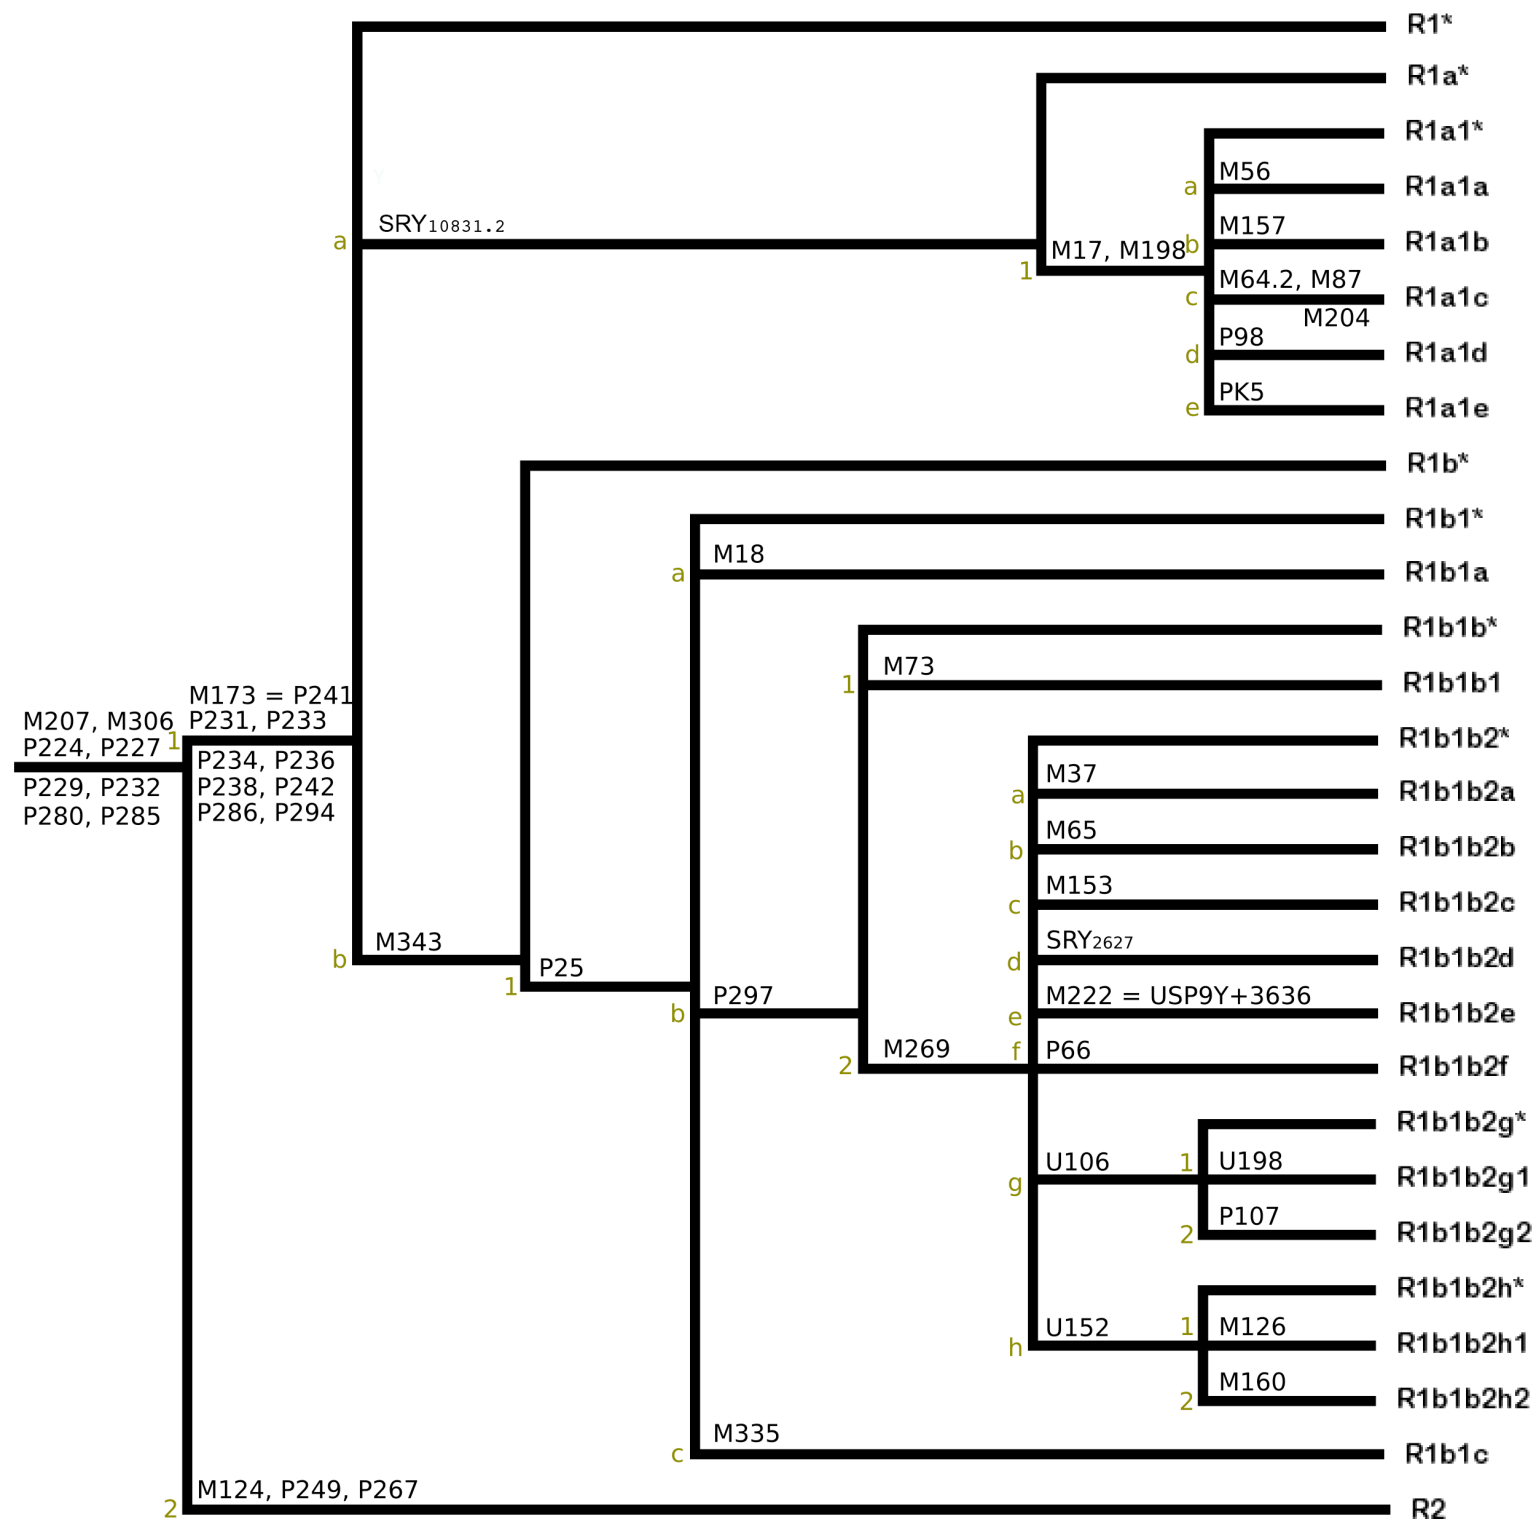 R1*
R1a*
R1a1*
M56
a
R1a1a
SRY10831.2
a
M157
b
R1a1b
M17, M198
1
M64.2, M87
c
R1a1c
M204
P98
d
R1a1d
PK5
e
R1a1e
R1b*
R1b1*
M18
a
R1b1a
R1b1b*
M73
1
R1b1b1
M173 = P241
M207, M306
P231, P233
1
P224, P227
P234, P236
P229, P232
P238, P242
P280, P285
P286, P294
R1b1b2*
M37
a
R1b1b2a
M65
b
R1b1b2b
M153
c
R1b1b2c
M343
b
SRY2627
d
R1b1b2d
P25
1
P297
b
M222 = USP9Y+3636
e
R1b1b2e
M269
2
f
P66
R1b1b2f
R1b1b2g*
U106
g
1
U198
R1b1b2g1
P107
2
R1b1b2g2
R1b1b2h*
U152
h
1
M126
R1b1b2h1
M160
2
R1b1b2h2
M335
c
R1b1c
M124, P249, P267
2
R2